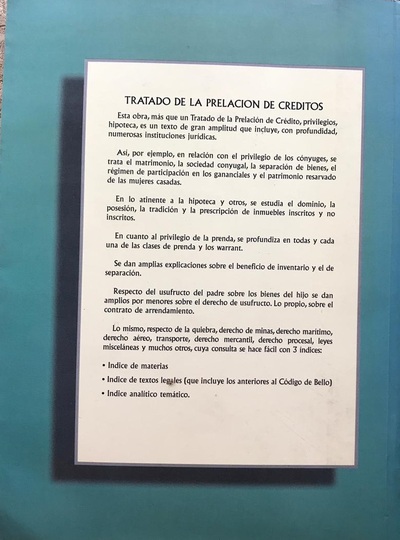 TRATADO DE LA PRELACION DE CREDITOS
Esta obra, más que un Tratado de la Prelación de Crédito, privilegios,
hipoteca, es un texto de gran amplitud que incluye, con profundidad,
numerosas instituciones jurídicas.
Así, por ejemplo, en relación con el privilegio de los cónyuges, se
trata el matrimonio, la sociedad conyugal, la separación de bienes, el
régimen de participación en los gananciales y el patrimonio reservado
de las mujeres casadas.
En lo atinente a la hipoteca y otros, se estudia el dominio, la
posesión, la tradición y la prescripción de inmuebles inscritos y no
inscritos.
En cuanto al privilegio de la prenda, se profundiza en todas y cada
una de las clases de prenda y los warrant.
Se dan amplias explicaciones sobre el beneficio de inventario y el de
separación.
Respecto del usufructo del padre sobre los bienes del hijo se dan
amplios por menores sobre el derecho de usufructo. Lo propio, sobre el
contrato de arrendamiento.
Lo mismo, respecto de la quiebra, derecho de minas, derecho marítimo,
derecho aéreo, transporte, derecho mercantil, derecho procesal, leyes
misceláneas y muchos otros, cuya consulta se hace fácil con 3 índices:
• Indice de materias
• Indice de textos legales (que incluye los anteriores al Código de Bello)
• Indice analítico temático.